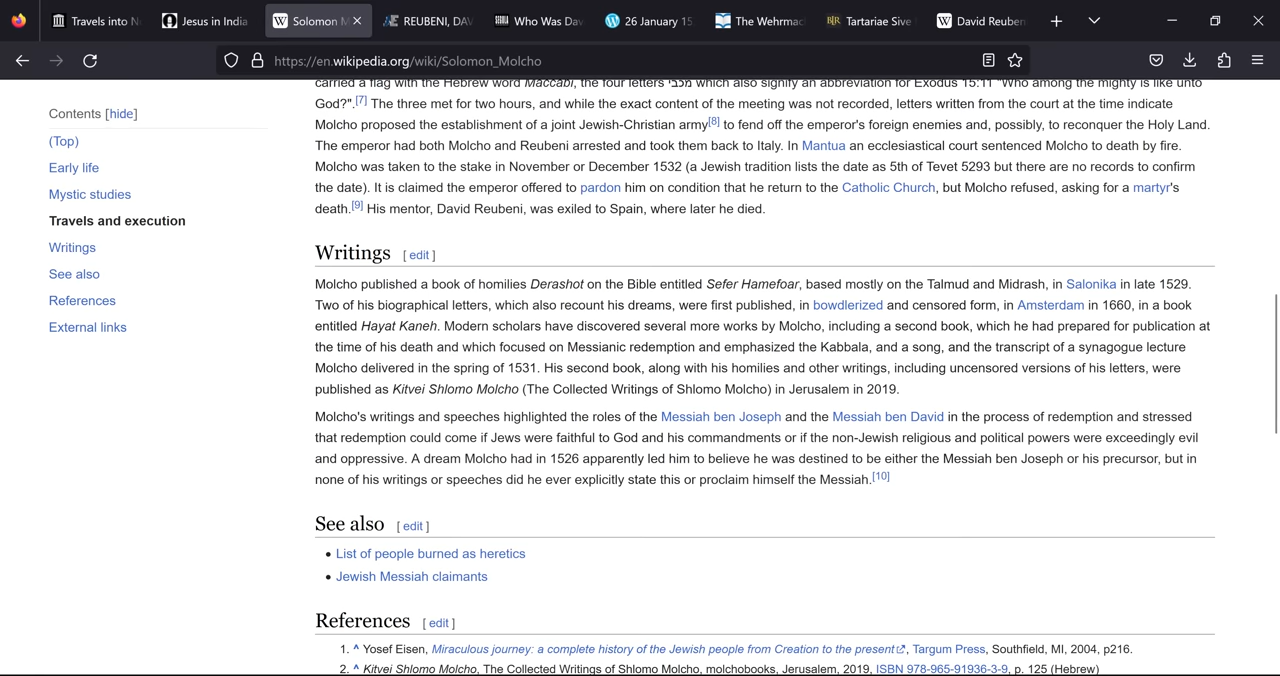 Travels into N
Jesus in India
Solomon M
REUBENI, DAV
Who Was Dav
26 January 15
The Wehrmac
Tartariae Sive
David Reuben
https://en.wikipedia.org/wiki/Solomon_Molcho
Contents [hide]
(Top)
Early life
Mystic studies
Travels and execution
Writings
See also
References
External links
carried a flag with the Hebrew word Maccabi, the four letters מכבי which also signify an abbreviation for Exodus 15:11 "Who among the mighty is like unto
God?".[7] The three met for two hours, and while the exact content of the meeting was not recorded, letters written from the court at the time indicate
Molcho proposed the establishment of a joint Jewish-Christian army[8] to fend off the emperor's foreign enemies and, possibly, to reconquer the Holy Land.
The emperor had both Molcho and Reubeni arrested and took them back to Italy. In Mantua an ecclesiastical court sentenced Molcho to death by fire.
Molcho was taken to the stake in November or December 1532 (a Jewish tradition lists the date as 5th of Tevet 5293 but there are no records to confirm
the date). It is claimed the emperor offered to pardon him on condition that he return to the Catholic Church, but Molcho refused, asking for a martyr's
death.[9] His mentor, David Reubeni, was exiled to Spain, where later he died.
Writings [ edit ]
Molcho published a book of homilies Derashot on the Bible entitled Sefer Hamefoar, based mostly on the Talmud and Midrash, in Salonika in late 1529.
Two of his biographical letters, which also recount his dreams, were first published, in bowdlerized and censored form, in Amsterdam in 1660, in a book
entitled Hayat Kaneh. Modern scholars have discovered several more works by Molcho, including a second book, which he had prepared for publication at
the time of his death and which focused on Messianic redemption and emphasized the Kabbala, and a song, and the transcript of a synagogue lecture
Molcho delivered in the spring of 1531. His second book, along with his homilies and other writings, including uncensored versions of his letters, were
published as Kitvei Shlomo Molcho (The Collected Writings of Shlomo Molcho) in Jerusalem in 2019.
Molcho's writings and speeches highlighted the roles of the Messiah ben Joseph and the Messiah ben David in the process of redemption and stressed
that redemption could come if Jews were faithful to God and his commandments or if the non-Jewish religious and political powers were exceedingly evil
and oppressive. A dream Molcho had in 1526 apparently led him to believe he was destined to be either the Messiah ben Joseph or his precursor, but in
none of his writings or speeches did he ever explicitly state this or proclaim himself the Messiah.[10]
See also [ edit ]
• List of people burned as heretics
• Jewish Messiah claimants
References [ edit ]
1. ^ Yosef Eisen, Miraculous journey: a complete history of the Jewish people from Creation to the present, Targum Press, Southfield, MI, 2004, p216.
2. ^ Kitvei Shlomo Molcho, The Collected Writings of Shlomo Molcho, molchobooks, Jerusalem, 2019, ISBN 978-965-91936-3-9, p. 125 (Hebrew)